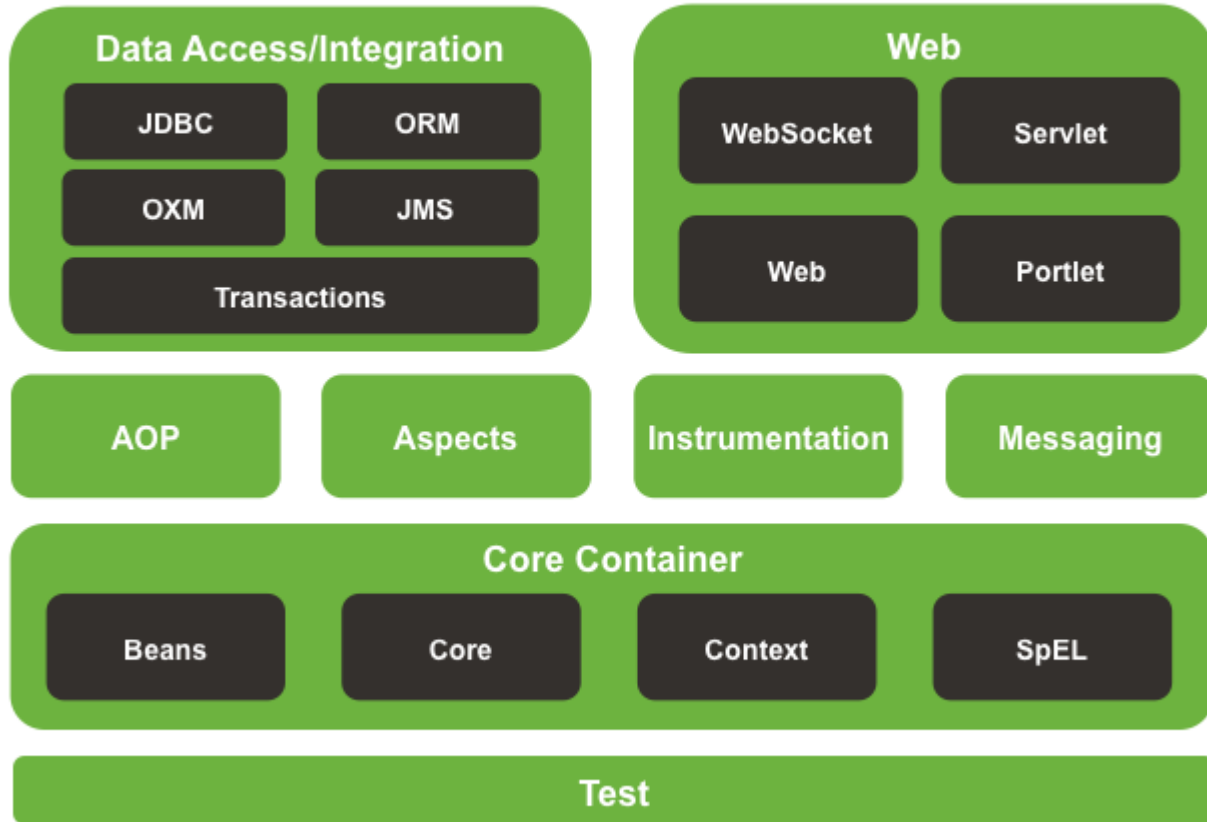 Data Access/Integration
JDBC
ORM
OXM
JMS
Transactions
Web
WebSocket
Servlet
Web
Portlet
AOP
Aspects
Instrumentation
Messaging
Core Container
Beans
Core
Context
SpEL
Test